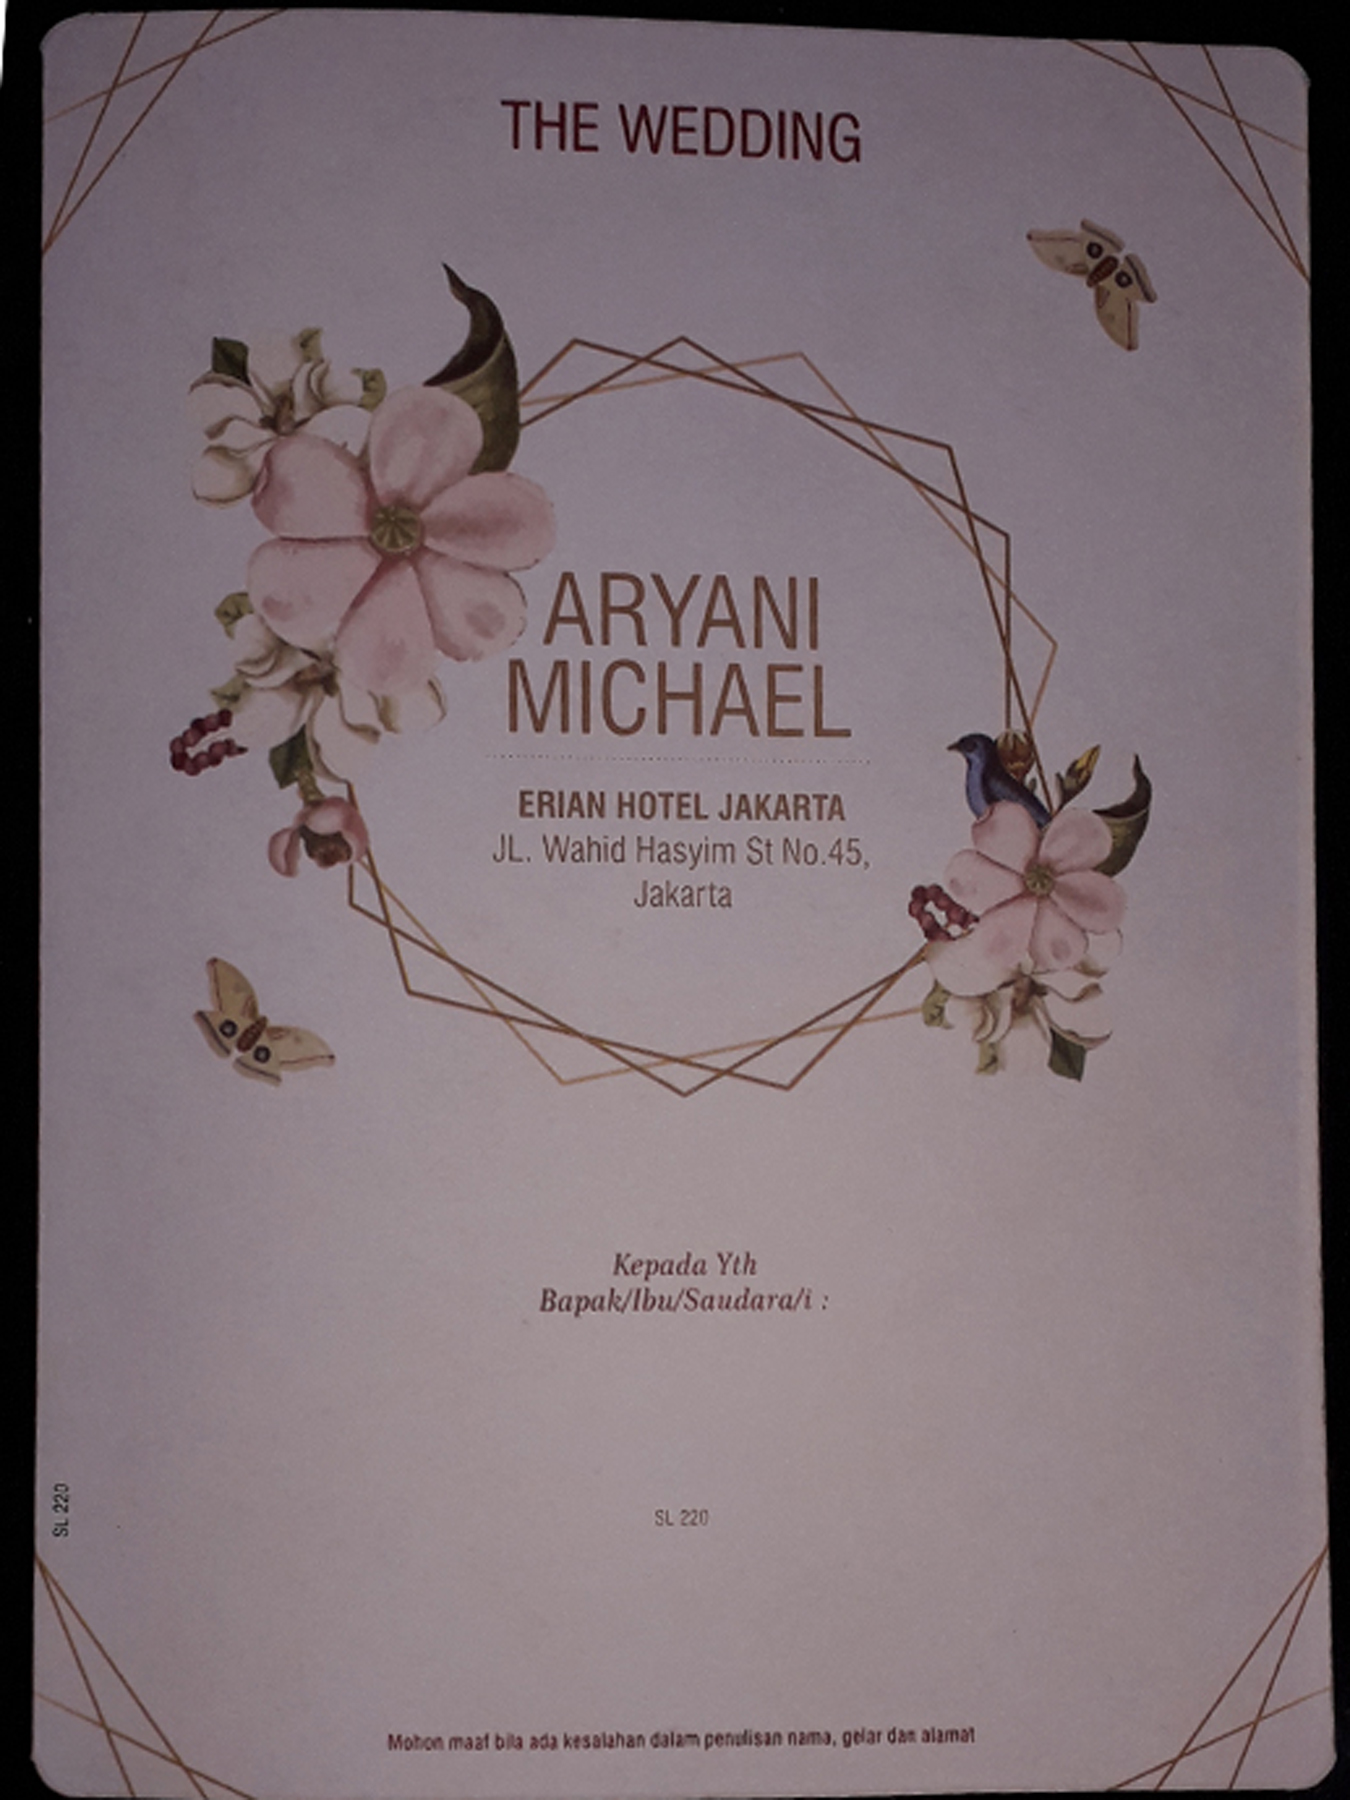 THE WEDDING
ARYANI
MICHAEL
ERIAN HOTEL JAKARTA
JL. Wahid Hasyim St No.45,
Jakarta
Kepada Yth
Bapak/Ibu/Saudara/i :
SL 220
SL 220
Mohon maaf bila ada kesalahan dalam penulisan nama, gelar dan alamat